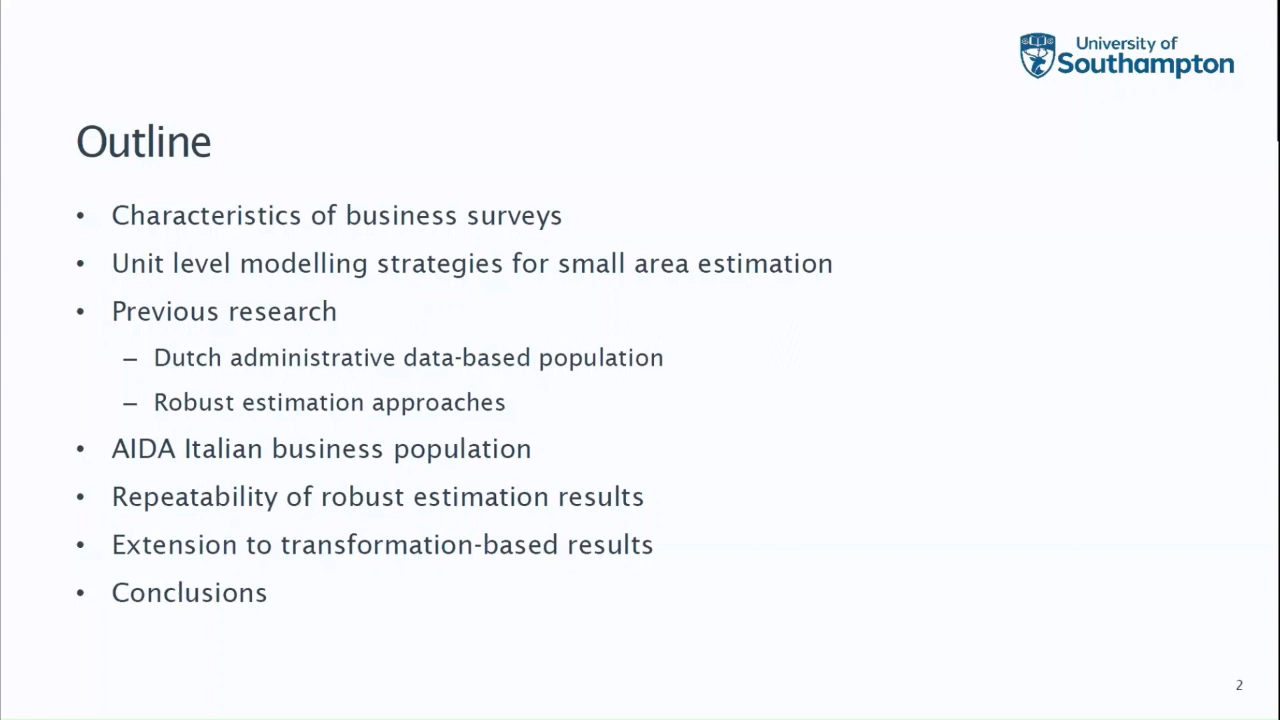 University of
Southampton
Outline
• Characteristics of business surveys
• Unit level modelling strategies for small area estimation
• Previous research
– Dutch administrative data-based population
– Robust estimation approaches
• AIDA Italian business population
• Repeatability of robust estimation results
• Extension to transformation-based results
• Conclusions
2